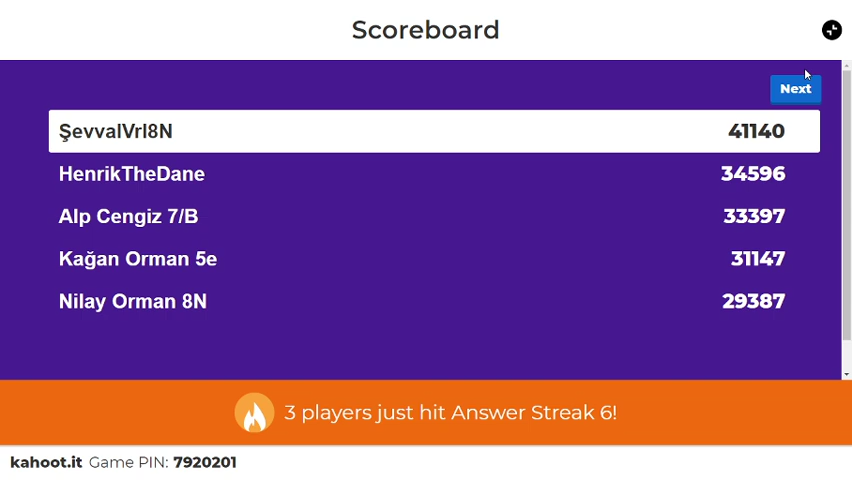 Scoreboard
Next
ŞevvalVrl8N 41140
HenrikTheDane 34596
Alp Cengiz 7/B 33397
Kağan Orman 5e 31147
Nilay Orman 8N 29387
3 players just hit Answer Streak 6!
kahoot.it Game PIN: 7920201